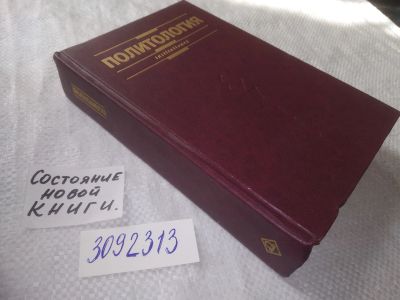 ПОЛИТОЛОГИЯ
Состояние
новой
книги.
3092313